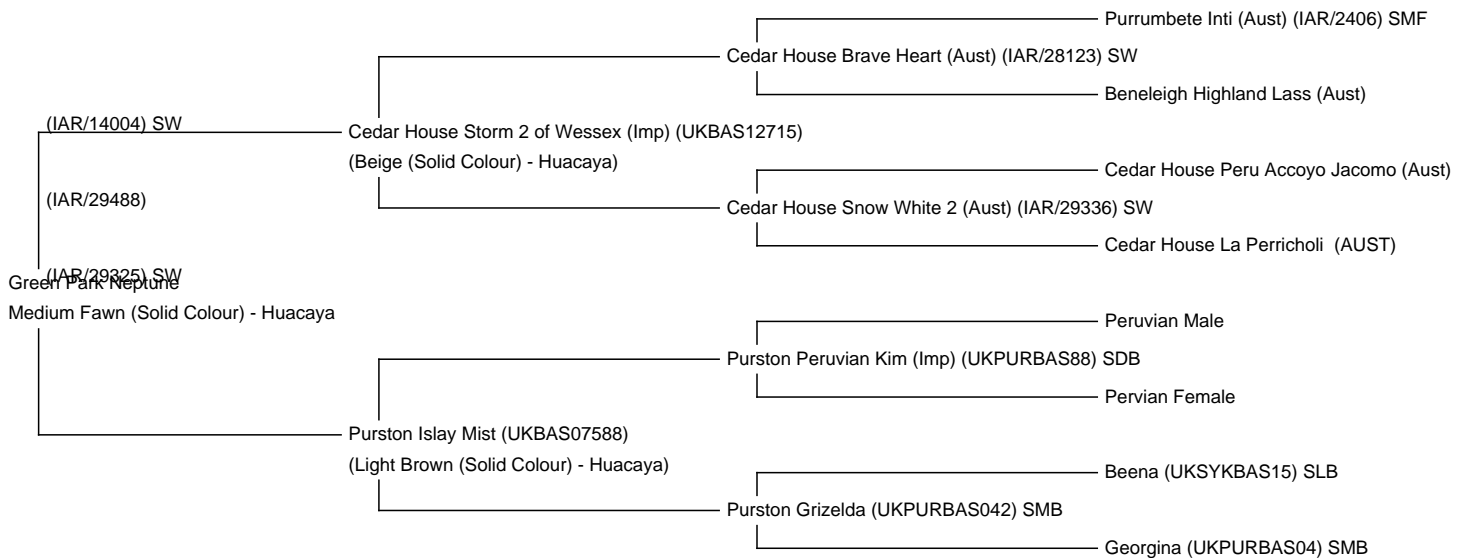 Purrumbete Inti (Aust) (IAR/2406) SMF
Cedar House Brave Heart (Aust) (IAR/28123) SW
Beneleigh Highland Lass (Aust)
(IAR/14004) SW
Cedar House Storm 2 of Wessex (Imp) (UKBAS12715)
(Beige (Solid Colour) - Huacaya)
Cedar House Peru Accoyo Jacomo (Aust)
(IAR/29488)
Cedar House Snow White 2 (Aust) (IAR/29336) SW
Cedar House La Perricholi (AUST)
(IAR/29325) SW
Green Park Neptune
Medium Fawn (Solid Colour) - Huacaya
Peruvian Male
Purston Peruvian Kim (Imp) (UKPURBAS88) SDB
Pervian Female
Purston Islay Mist (UKBAS07588)
(Light Brown (Solid Colour) - Huacaya)
Beena (UKSYKBAS15) SLB
Purston Grizelda (UKPURBAS042) SMB
Georgina (UKPURBAS04) SMB